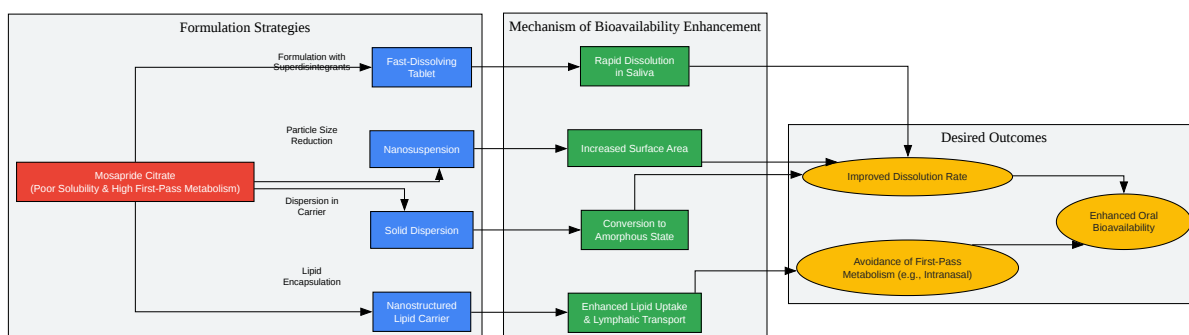 Formulation Strategies
Mechanism of Bioavailability Enhancement
Formulation with
Superdisintegrants
Fast-Dissolving
Tablet
Rapid Dissolution
in Saliva
Particle Size
Reduction
Nanosuspension
Increased Surface Area
Desired Outcomes
Mosapride Citrate
(Poor Solubility & High First-Pass Metabolism)
Improved Dissolution Rate
Dispersion in
Carrier
Solid Dispersion
Conversion to
Amorphous State
Enhanced Oral
Bioavailability
Avoidance of First-Pass
Metabolism (e.g., Intranasal)
Lipid
Encapsulation
Nanostructured
Lipid Carrier
Enhanced Lipid Uptake
& Lymphatic Transport